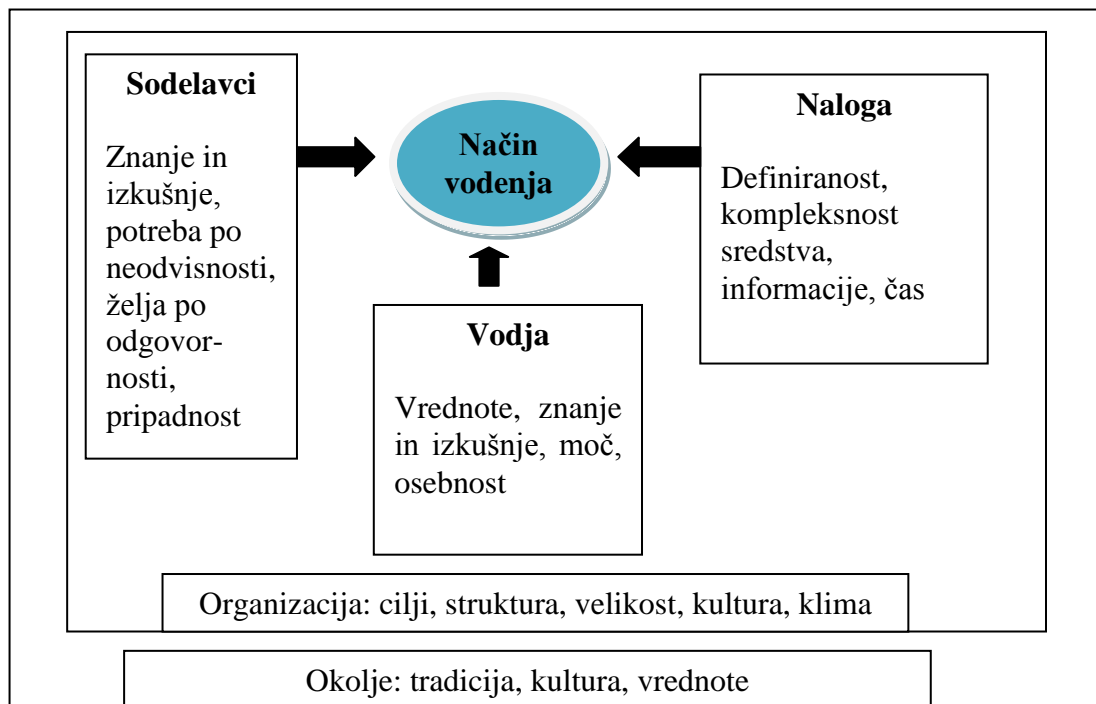 Sodelavci
Znanje in
izkušnje,
potreba po
neodvisnosti,
želja po
odgovor-
nosti,
pripadnost
Način
vodenja
Naloga
Definiranost,
kompleksnost
sredstva,
informacije, čas
Vodja
Vrednote, znanje
in izkušnje, moč,
osebnost
Organizacija: cilji, struktura, velikost, kultura, klima
Okolje: tradicija, kultura, vrednote